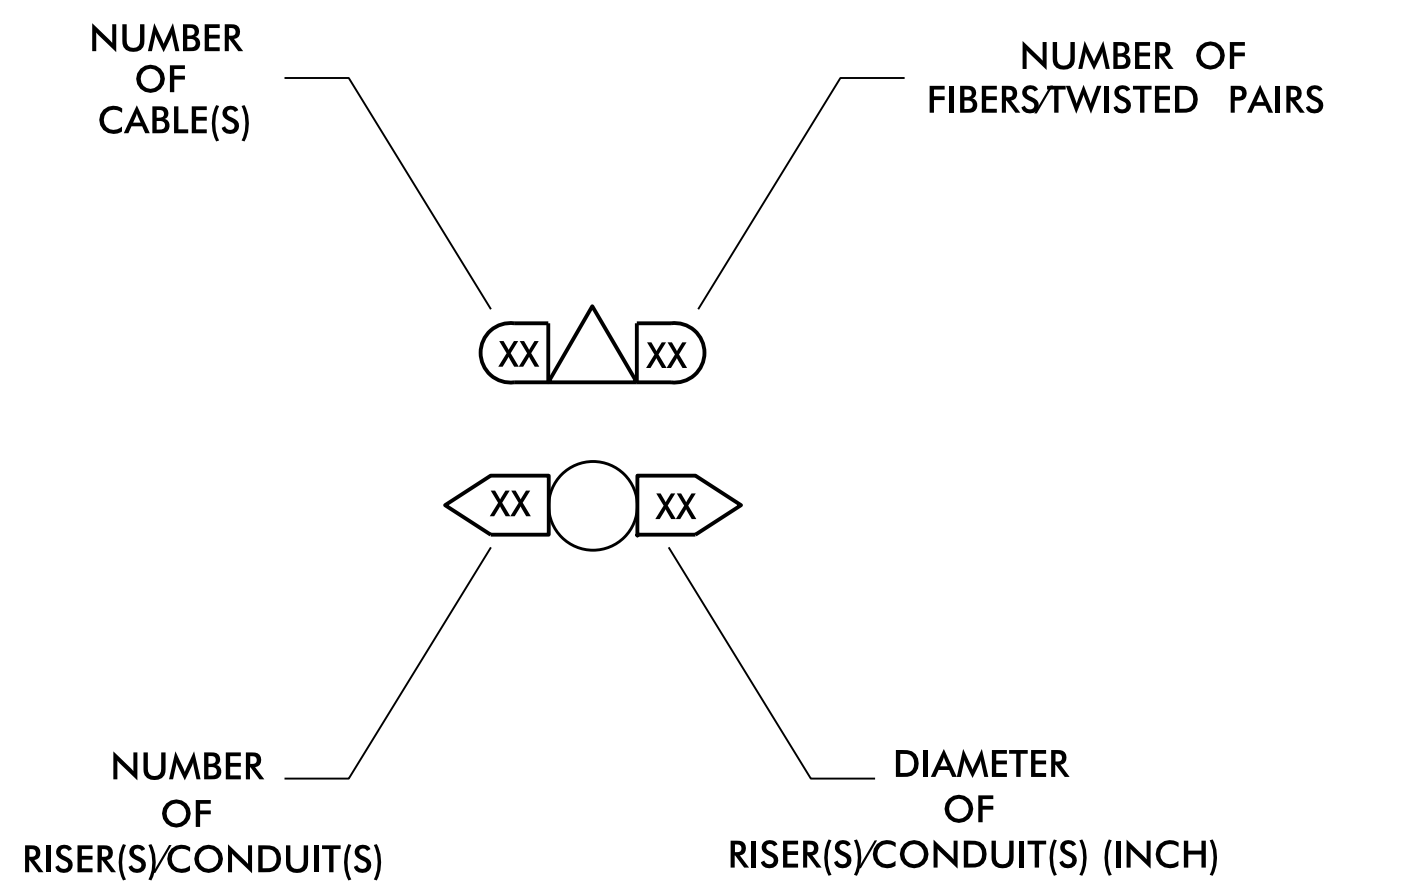 NUMBER
OF
CABLE(S)
NUMBER OF
FIBERS/TWISTED PAIRS
XX
XX
XX
XX
NUMBER
OF
RISER(S)/CONDUIT(S)
DIAMETER
OF
RISER(S)/CONDUIT(S) (INCH)